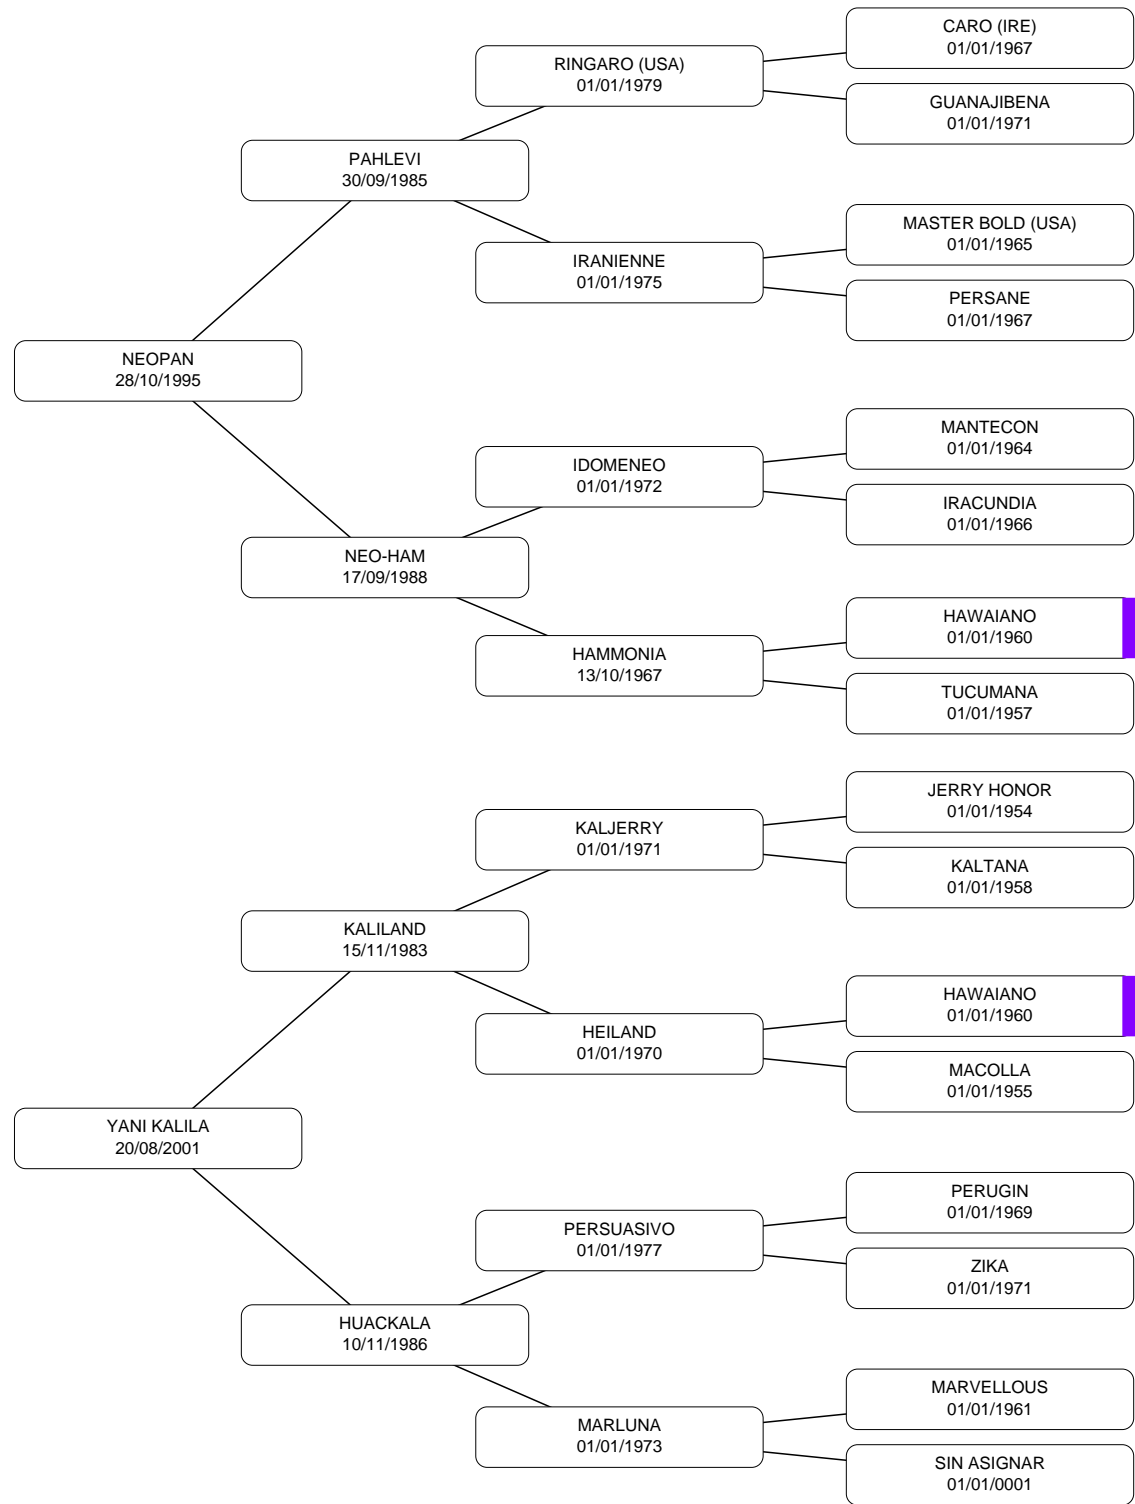 CARO (IRE)
01/01/1967
RINGARO (USA)
01/01/1979
GUANAJIBENA
01/01/1971
PAHLEVI
30/09/1985
MASTER BOLD (USA)
01/01/1965
IRANIENNE
01/01/1975
PERSANE
01/01/1967
NEOPAN
28/10/1995
MANTECON
01/01/1964
IDOMENEO
01/01/1972
IRACUNDIA
01/01/1966
NEO-HAM
17/09/1988
HAWAIANO
01/01/1960
HAMMONIA
13/10/1967
TUCUMANA
01/01/1957
JERRY HONOR
01/01/1954
KALJERRY
01/01/1971
KALTANA
01/01/1958
KALILAND
15/11/1983
HAWAIANO
01/01/1960
HEILAND
01/01/1970
MACOLLA
01/01/1955
YANI KALILA
20/08/2001
PERUGIN
01/01/1969
PERSUASIVO
01/01/1977
ZIKA
01/01/1971
HUACKALA
10/11/1986
MARVELLOUS
01/01/1961
MARLUNA
01/01/1973
SIN ASIGNAR
01/01/0001